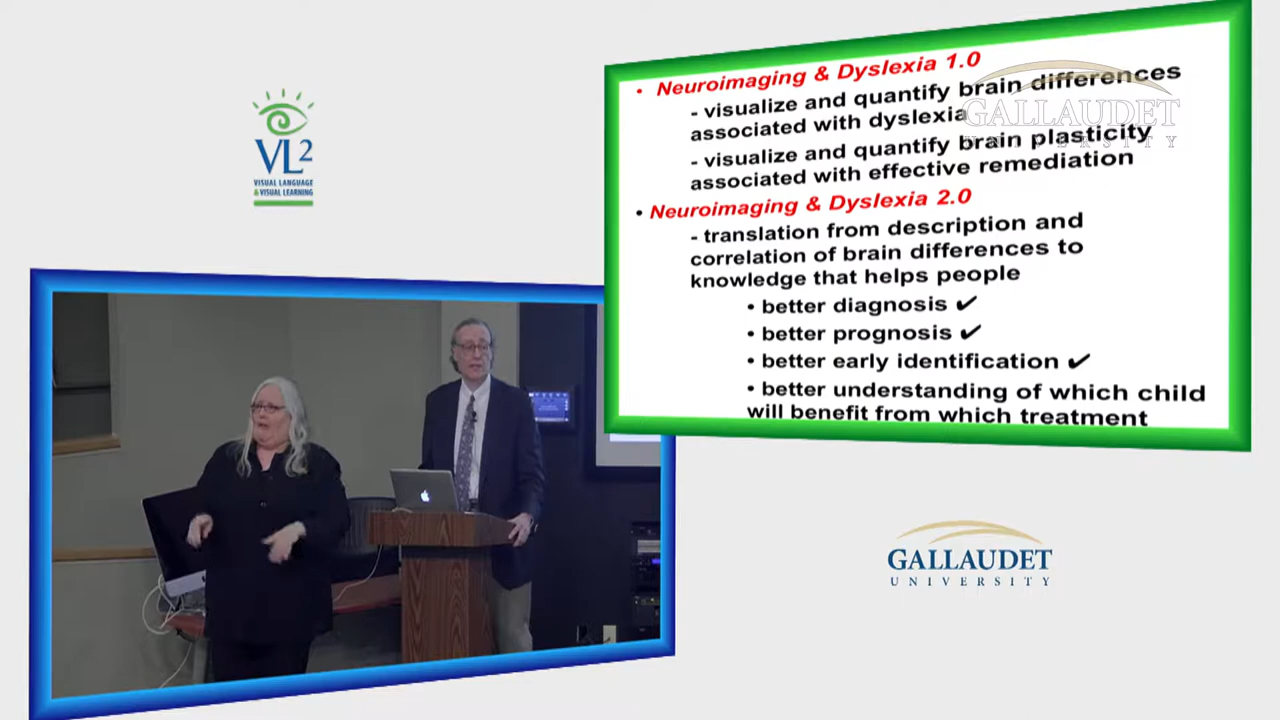 VL2
VISUAL LANGUAGE
& VISUAL LEARNING
• Neuroimaging & Dyslexia 1.0
- visualize and quantify brain differences
associated with dyslexia
- visualize and quantify brain plasticity
associated with effective remediation
• Neuroimaging & Dyslexia 2.0
- translation from description and
correlation of brain differences to
knowledge that helps people
• better diagnosis ✔
• better prognosis ✔
• better early identification ✔
• better understanding of which child
will benefit from which treatment
GALLAUDET
UNIVERSITY
GALLAUDET
UNIVERSITY